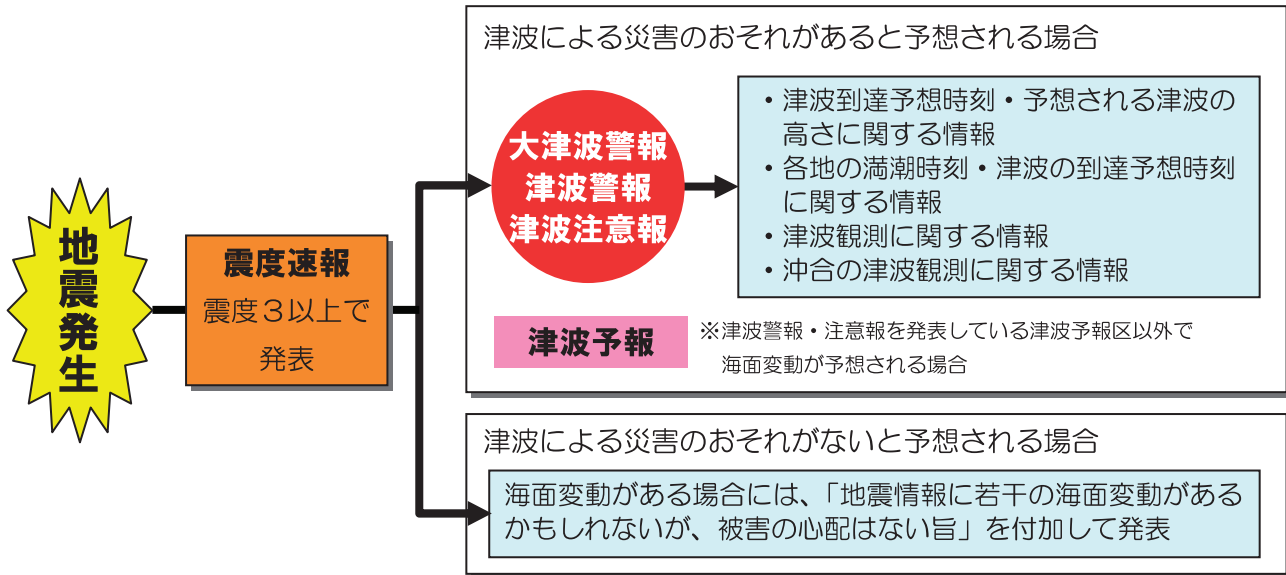 地震発生
震度速報
震度3以上で
発表
津波による災害のおそれがあると予想される場合
大津波警報
津波警報
津波注意報
・津波到達予想時刻・予想される津波の
高さに関する情報
・各地の満潮時刻・津波の到達予想時刻
に関する情報
・津波観測に関する情報
・沖合の津波観測に関する情報
津波予報
※津波警報・注意報を発表している津波予報区以外で
海面変動が予想される場合
津波による災害のおそれがないと予想される場合
海面変動がある場合には、「地震情報に若干の海面変動がある
かもしれないが、被害の心配はない旨」を付加して発表